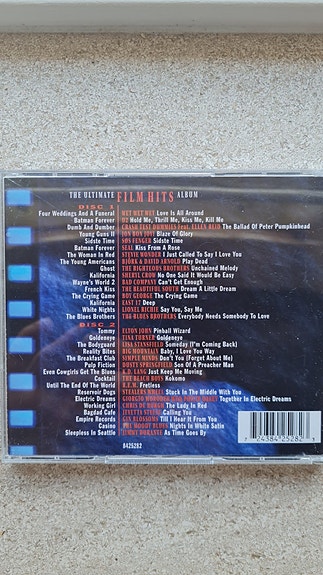 THE ULTIMATE FILM HITS ALBUM
DISC 1
Four Weddings And A Funeral WET WET WET Love Is All Around
Batman Forever U2 Hold Me, Thrill Me, Kiss Me, Kill Me
Dumb and Dumber CRASH TEST DUMMIES Feat. ELLEN REID The Ballad Of Peter Pumpkinhead
Young Guns II JON BON JOVI Blaze Of Glory
Sidste Time SØS FENGER Sidste Time
Batman Forever SEAL Kiss From A Rose
The Woman In Red STEVIE WONDER I Just Called To Say I Love You
The Young Americans BJÖRK & DAVID ARNOLD Play Dead
Ghost THE RIGHTEOUS BROTHERS Unchained Melody
Kalifornia SHERYL CROW No One Said It Would Be Easy
Wayne's World 2 BAD COMPANY Can't Get Enough
French Kiss THE BEAUTIFUL SOUTH Dream A Little Dream
The Crying Game BOY GEORGE The Crying Game
Kalifornia EAST 17 Deep
White Nights LIONEL RICHIE Say You, Say Me
The Blues Brothers THE BLUES BROTHERS Everybody Needs Somebody To Love
DISC 2
Tommy ELTON JOHN Pinball Wizard
Goldeneye TINA TURNER Goldeneye
The Bodyguard LISA STANSFIELD Someday (I'm Coming Back)
Reality Bites BIG MOUNTAIN Baby, I Love You Way
The Breakfast Club SIMPLE MINDS Don't You (Forget About Me)
Pulp Fiction DUSTY SPRINGFIELD Son Of A Preacher Man
Even Cowgirls Get The Blues K.D. LANG Just Keep Me Moving
Cocktail THE BEACH BOYS Kokomo
Until The End Of The World R.E.M. Fretless
Reservoir Dogs STEALERS WHEEL Stuck In The Middle With You
Electric Dreams GIORGIO MORODER Together In Electric Dreams
Working Girl CHRIS DE BURGH The Lady In Red
Bagdad Cafe JEVETTA STEELE Calling You
Empire Records GIN BLOSSOMS Till I Hear It From You
Casino THE MOODY BLUES Nights In White Satin
Sleepless In Seattle JIMMY DURANTE As Time Goes By
8425282
7 24384 25282 3